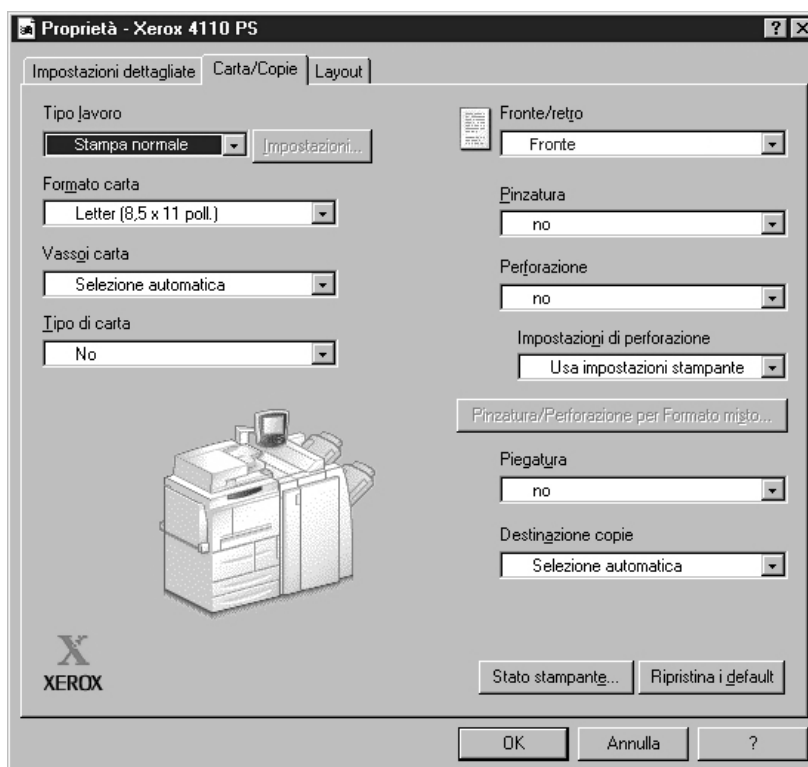 Proprietà - Xerox 4110 PS
Impostazioni dettagliate
Carta/Copie
Layout
Tipo lavoro
Stampa normale
Impostazioni...
Formato carta
Letter (8,5 x 11 poll.)
Vassoi carta
Selezione automatica
Tipo di carta
No
Fronte/retro
Fronte
Pinzatura
no
Perforazione
no
Impostazioni di perforazione
Usa impostazioni stampante
Pinzatura/Perforazione per Formato misto...
Piegatura
no
Destinazione copie
Selezione automatica
X
XEROX
Stato stampante...
Ripristina i default
OK
Annulla
?